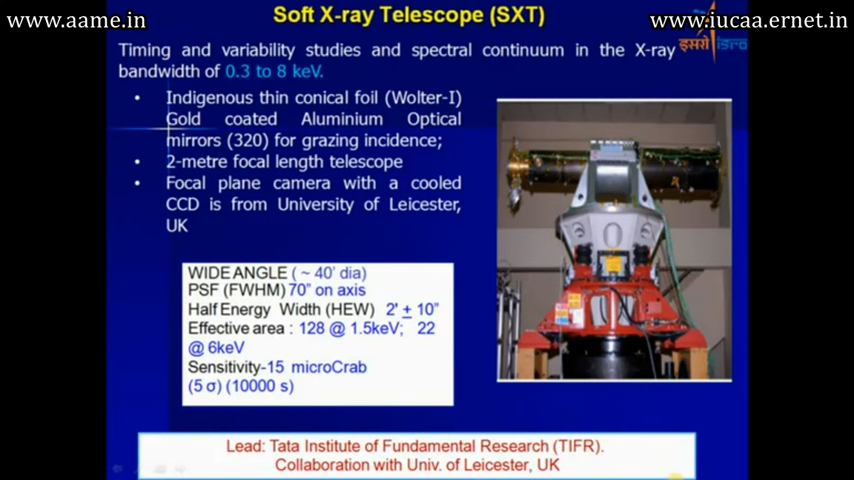 Soft X-ray Telescope (SXT)
www.aame.in
www.iucaa.ernet.in
इसरो isro
Timing and variability studies and spectral continuum in the X-ray
bandwidth of 0.3 to 8 keV.
• Indigenous thin conical foil (Wolter-I)
Gold coated Aluminium Optical
mirrors (320) for grazing incidence;
• 2-metre focal length telescope
• Focal plane camera with a cooled
CCD is from University of Leicester,
UK
WIDE ANGLE ( ~ 40' dia)
PSF (FWHM) 70" on axis
Half Energy Width (HEW) 2' ± 10"
Effective area : 128 @ 1.5keV; 22
@ 6keV
Sensitivity-15 microCrab
(5 σ) (10000 s)
Lead: Tata Institute of Fundamental Research (TIFR).
Collaboration with Univ. of Leicester, UK